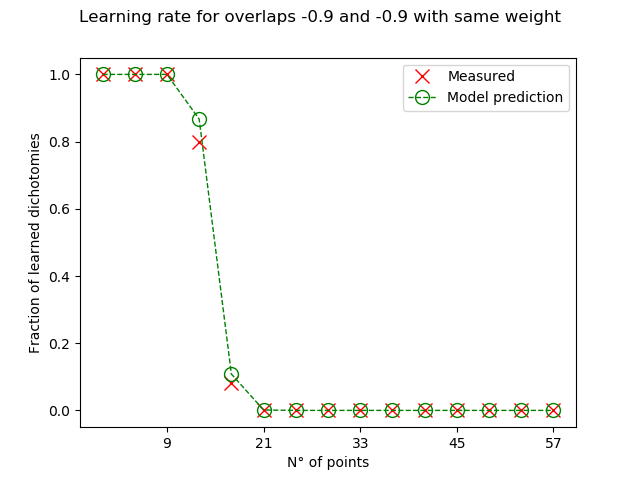 Learning rate for overlaps -0.9 and -0.9 with same weight
Measured
Model prediction
1.0
0.8
0.6
0.4
0.2
0.0
Fraction of learned dichotomies
9 21 33 45 57
N° of points